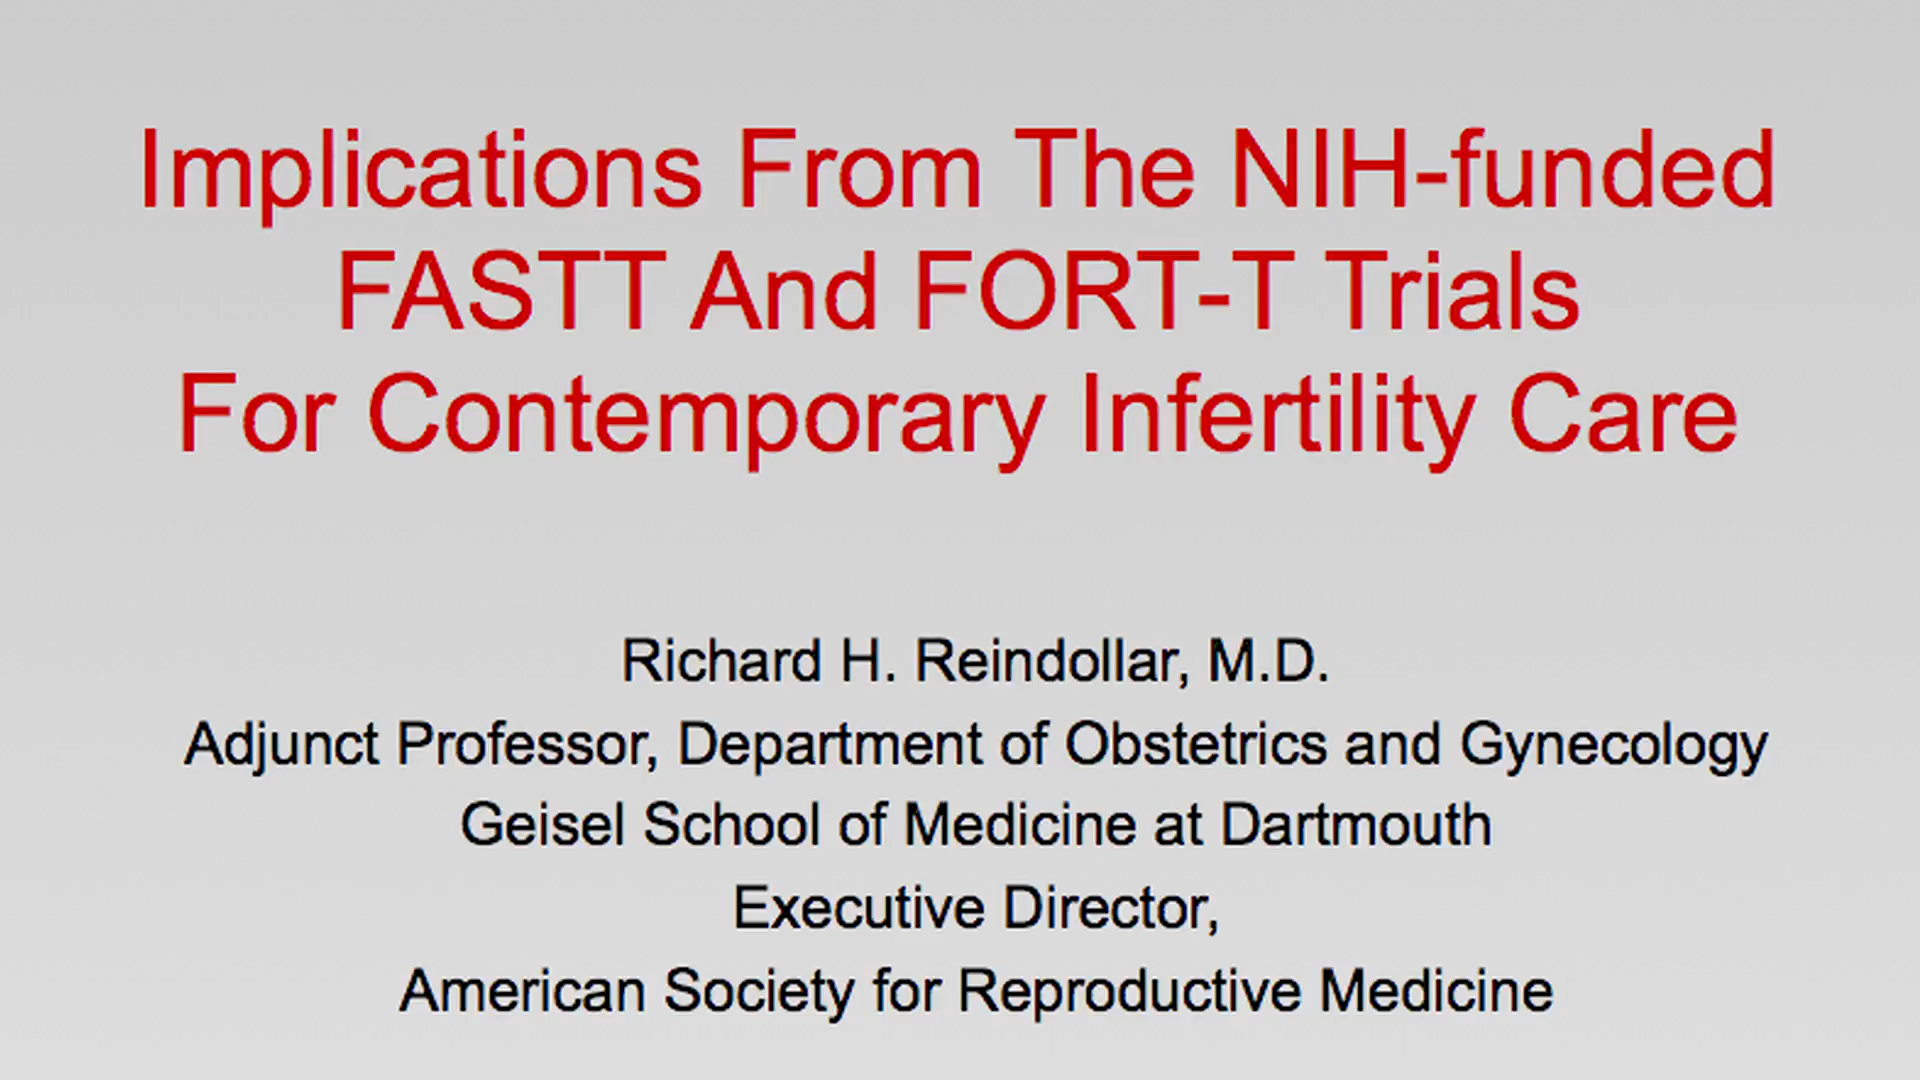 Implications From The NIH-funded
FASTT And FORT-T Trials
For Contemporary Infertility Care
Richard H. Reindollar, M.D.
Adjunct Professor, Department of Obstetrics and Gynecology
Geisel School of Medicine at Dartmouth
Executive Director,
American Society for Reproductive Medicine